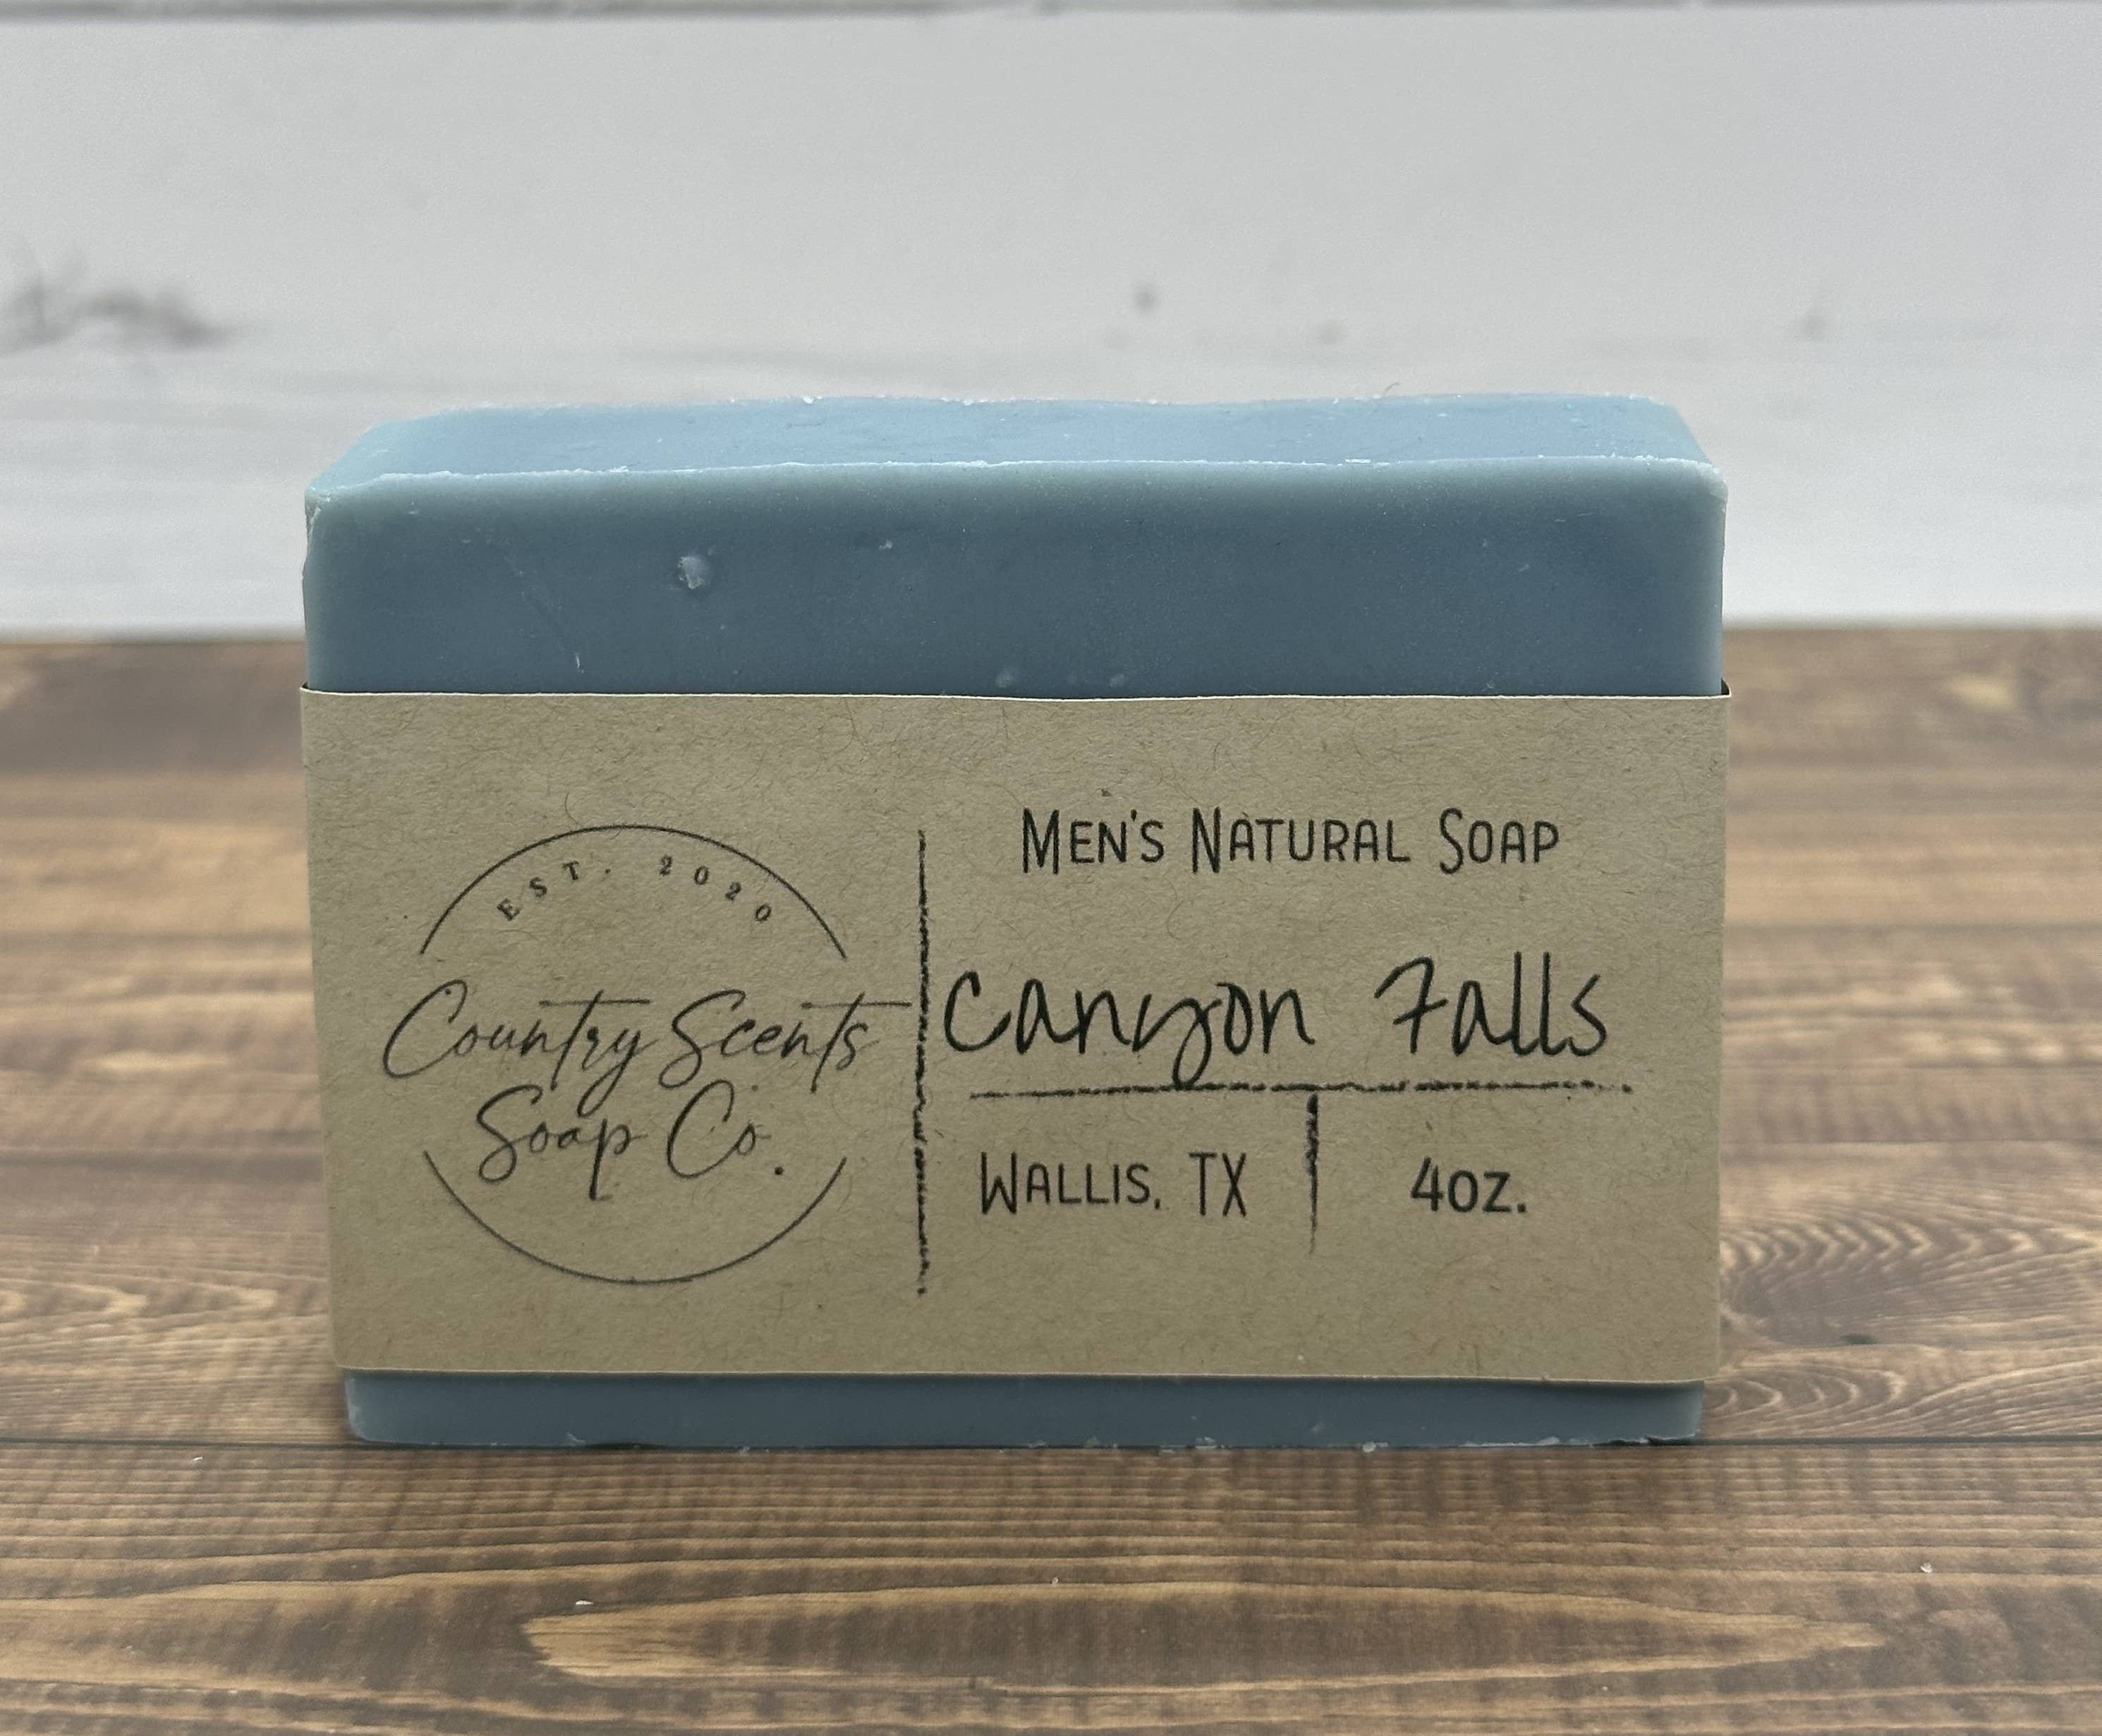 EST. 2020
Country Scents
Soap Co.
Men's Natural Soap
Canyon Falls
Wallis, TX
4oz.